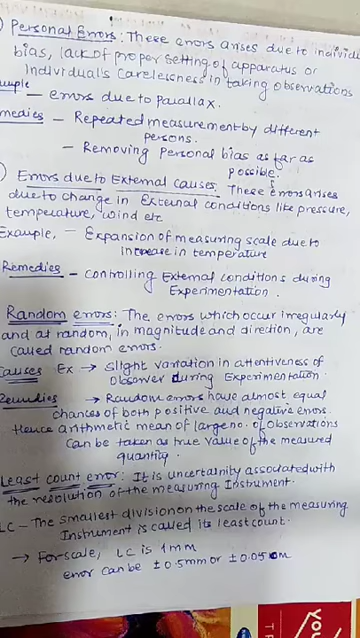 ) Personal Errors: These errors arises due to individu
bias, lack of proper setting of apparatus or
Individual's carelessness in taking observations
ample - errors due to parallax.
medies - Repeated measurement by different
persons.
- Removing Personal bias as far as
possible.
) Errors due to External causes These errors arises
due to change in External conditions like pressure,
temperature, wind etc
Example, - Expansion of measuring scale due to
increase in temperature
Remedies - controlling External conditions during
Experimentation.
Random errors: The errors which occur irregularly
and at random, in magnitude and direction, are
called random errors.
Causes Ex → Slight variation in attentiveness of
observer during Experimentation.
Remedies → Random errors have almost equal
chances of both positive and negative errors.
Hence arithmetic mean of large no. of observations
can be taken as true value of the measured
quantity.
Least count error: It is uncertainity associated with
the resolution of the measuring Instrument.
LC - The smallest division on the scale of the measuring
Instrument is called its least count.
→ For scale, LC is 1mm
error can be ±0.5mm or ±0.05cm
YOU